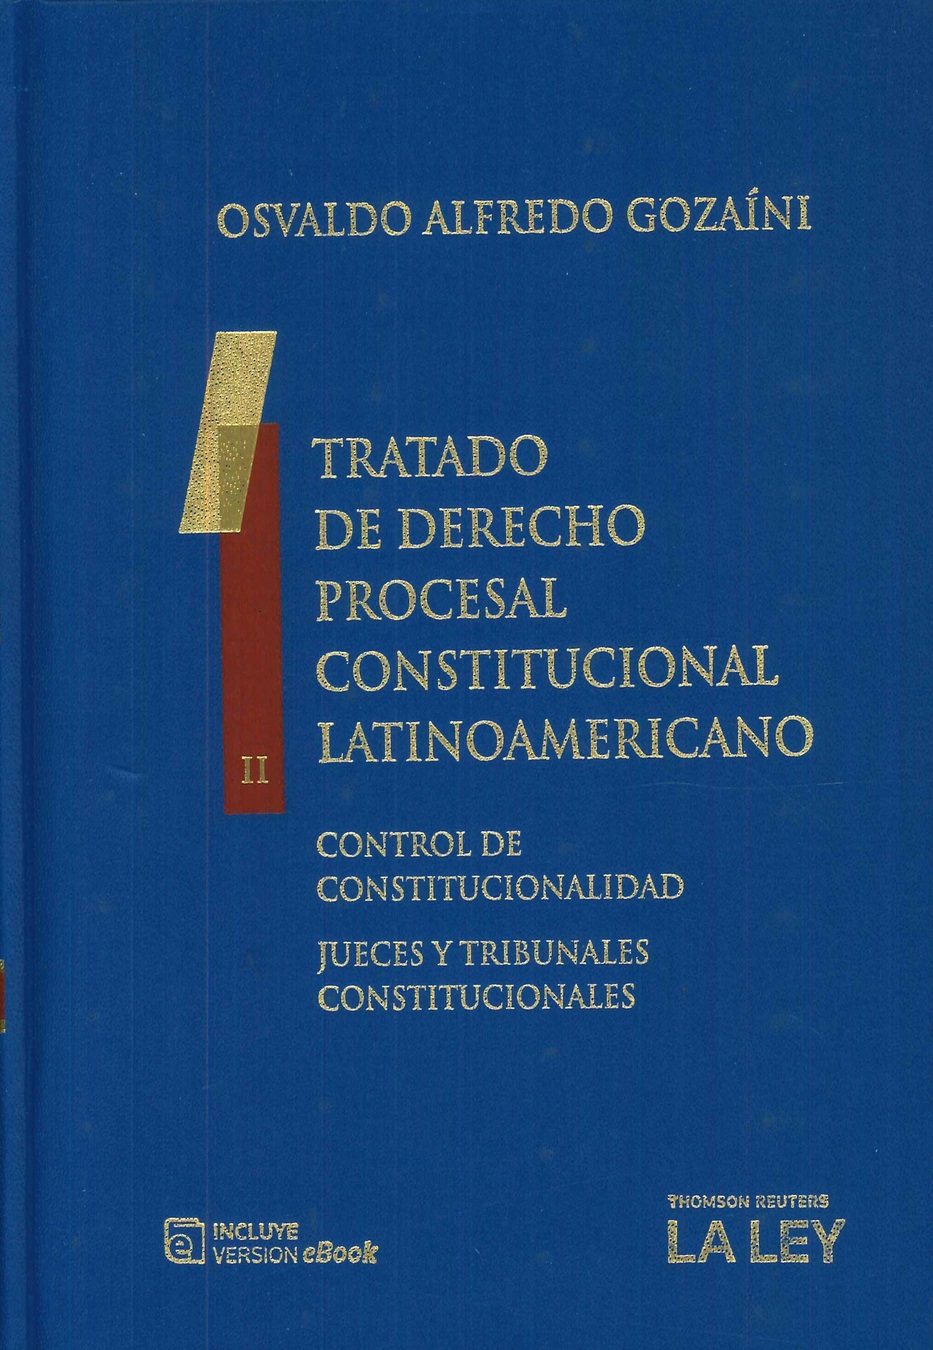 OSVALDO ALFREDO GOZAÍNI
TRATADO
DE DERECHO
PROCESAL
CONSTITUCIONAL
LATINOAMERICANO
II
CONTROL DE
CONSTITUCIONALIDAD
JUECES Y TRIBUNALES
CONSTITUCIONALES
e INCLUYE
VERSION eBook
THOMSON REUTERS
LA LEY